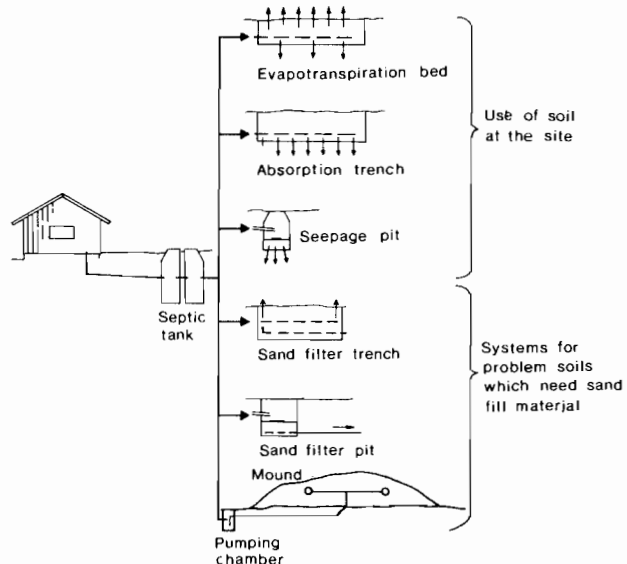 Evapotranspiration bed
Use of soil
at the site
Absorption trench
Seepage pit
Septic
tank
Sand filter trench
Systems for
problem soils
which need sand
fill material
Sand filter pit
Mound
Pumping
chamber